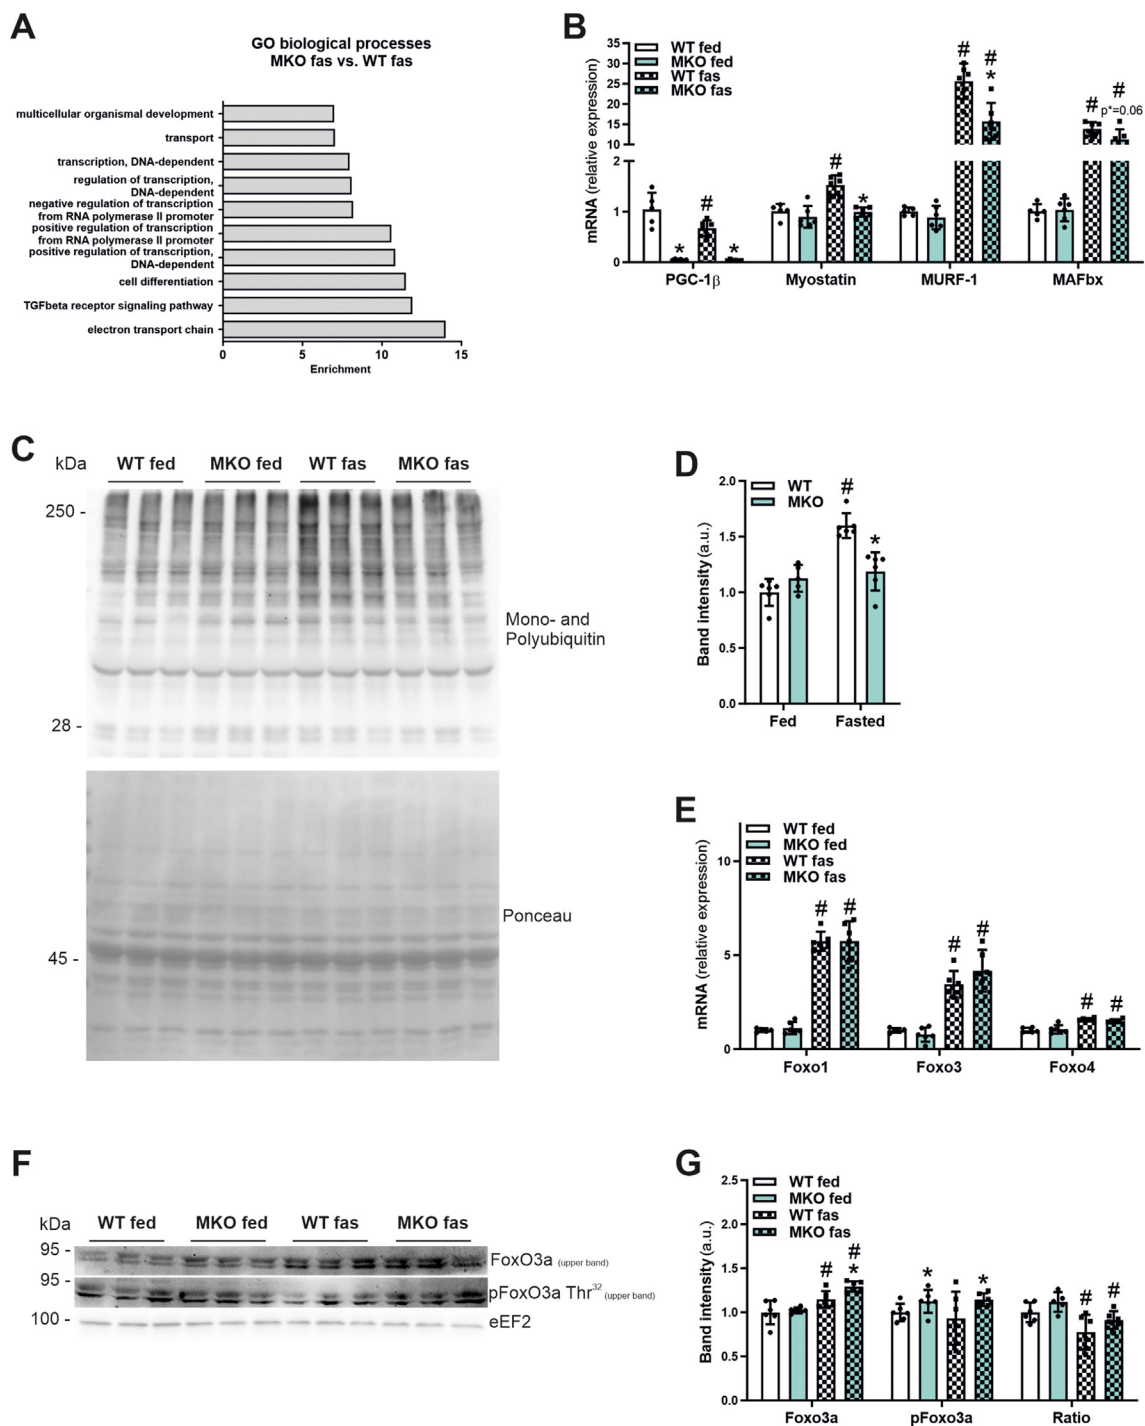 A
GO biological processes
MKO fas vs. WT fas
multicellular organismal development
transport
transcription, DNA-dependent
regulation of transcription,
DNA-dependent
negative regulation of transcription
from RNA polymerase II promoter
positive regulation of transcription
from RNA polymerase II promoter
positive regulation of transcription,
DNA-dependent
cell differentiation
TGFbeta receptor signaling pathway
electron transport chain
0 5 10 15
Enrichment
B
mRNA (relative expression)
35
30
25
20
15
10
2
1
0
WT fed
MKO fed
WT fas
MKO fas
* # * # * # # * # # p*=0.06
PGC-1β Myostatin MURF-1 MAFbx
C
kDa WT fed MKO fed WT fas MKO fas
250 -
Mono- and
Polyubiquitin
28 -
Ponceau
45 -
D
Band intensity (a.u.)
2.0
1.5
1.0
0.5
0.0
WT
MKO
# *
Fed Fasted
E
mRNA (relative expression)
10
5
0
WT fed
MKO fed
WT fas
MKO fas
# # # # # #
Foxo1 Foxo3 Foxo4
F
kDa WT fed MKO fed WT fas MKO fas
95 - FoxO3a (upper band)
95 - pFoxO3a Thr32 (upper band)
100 - eEF2
G
Band intensity (a.u.)
2.5
2.0
1.5
1.0
0.5
0.0
WT fed
MKO fed
WT fas
MKO fas
# # * * * # #
Foxo3a pFoxo3a Ratio